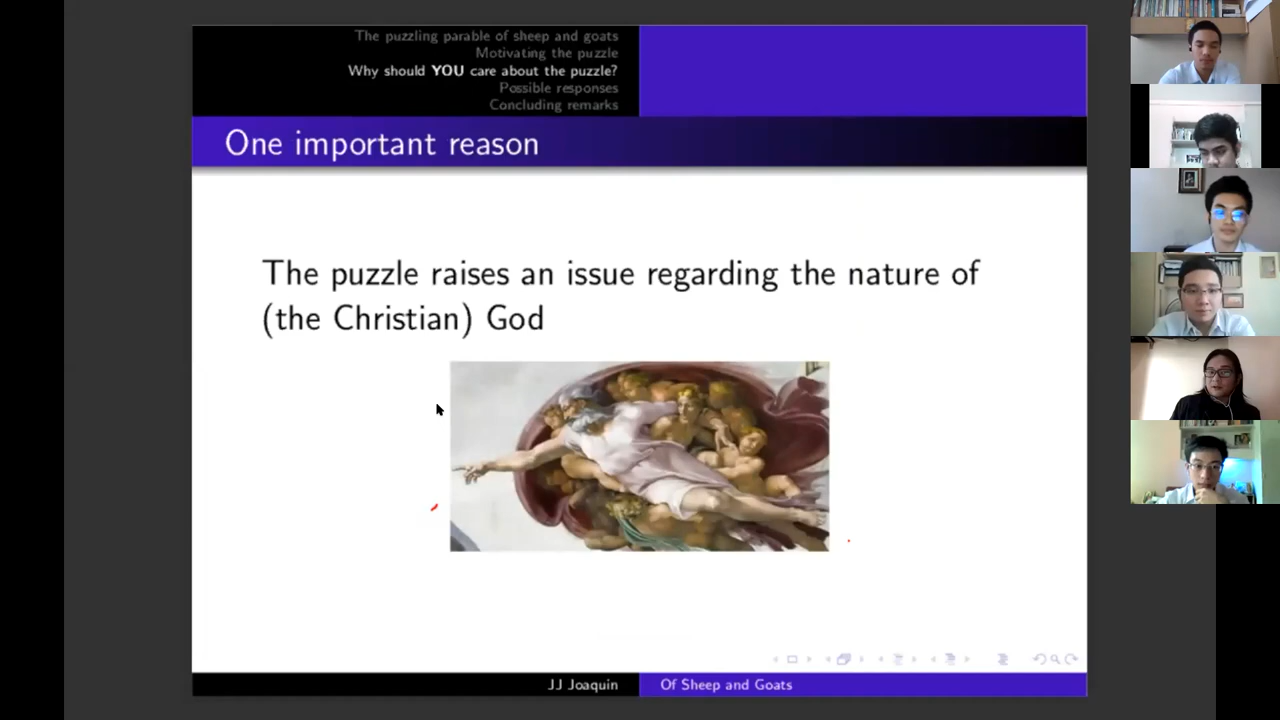 The puzzling parable of sheep and goats
Motivating the puzzle
Why should YOU care about the puzzle?
Possible responses
Concluding remarks
One important reason
The puzzle raises an issue regarding the nature of
(the Christian) God
JJ Joaquin
Of Sheep and Goats